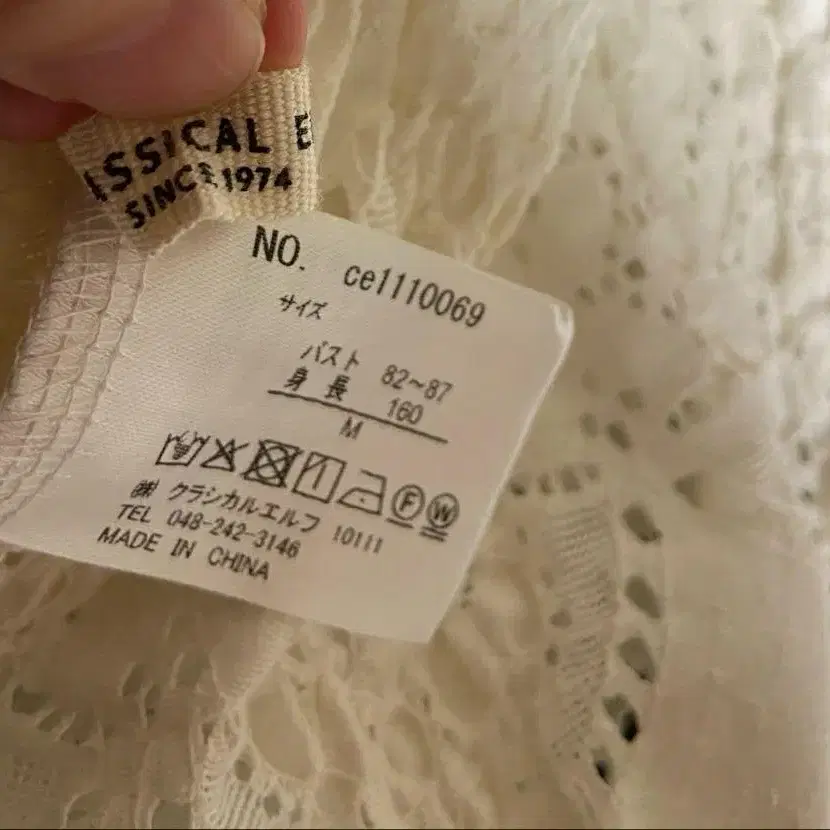 SSICAL E
SINCE 1974
NO. ce1110069
サイズ
バスト 82~87
身長 160
M
F W
㈱ クラシカルエルフ 10111
TEL 048-242-3146
MADE IN CHINA